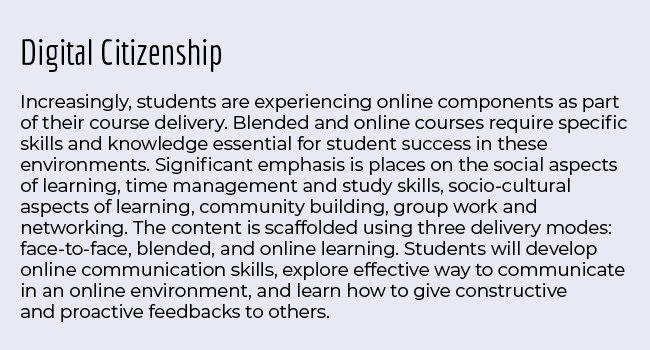 Digital Citizenship
Increasingly, students are experiencing online components as part
of their course delivery. Blended and online courses require specific
skills and knowledge essential for student success in these
environments. Significant emphasis is places on the social aspects
of learning, time management and study skills, socio-cultural
aspects of learning, community building, group work and
networking. The content is scaffolded using three delivery modes:
face-to-face, blended, and online learning. Students will develop
online communication skills, explore effective way to communicate
in an online environment, and learn how to give constructive
and proactive feedbacks to others.